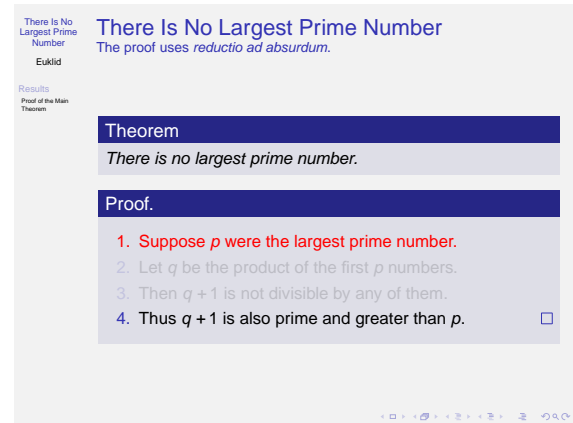 There Is No
Largest Prime
Number
Euklid
Results
Proof of the Main
Theorem
There Is No Largest Prime Number
The proof uses reductio ad absurdum.
Theorem
There is no largest prime number.
Proof.
1. Suppose p were the largest prime number.
2. Let q be the product of the first p numbers.
3. Then q + 1 is not divisible by any of them.
4. Thus q + 1 is also prime and greater than p. □